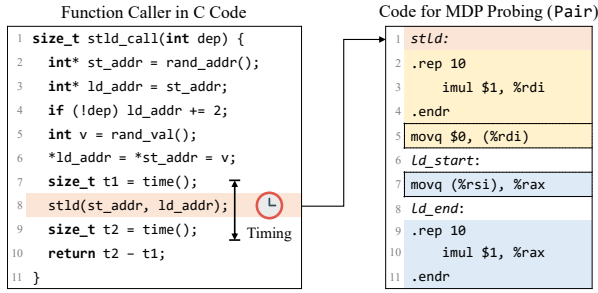 Function Caller in C Code
1 size_t stld_call(int dep) {
2 int* st_addr = rand_addr();
3 int* ld_addr = st_addr;
4 if (!dep) ld_addr += 2;
5 int v = rand_val();
6 *ld_addr = *st_addr = v;
7 size_t t1 = time();
8 stld(st_addr, ld_addr);
9 size_t t2 = time();
Timing
10 return t2 - t1;
11 }
Code for MDP Probing (Pair)
1 stld:
2 .rep 10
3 imul $1, %rdi
4 .endr
5 movq $0, (%rdi)
6 ld_start:
7 movq (%rsi), %rax
8 ld_end:
9 .rep 10
10 imul $1, %rax
11 .endr